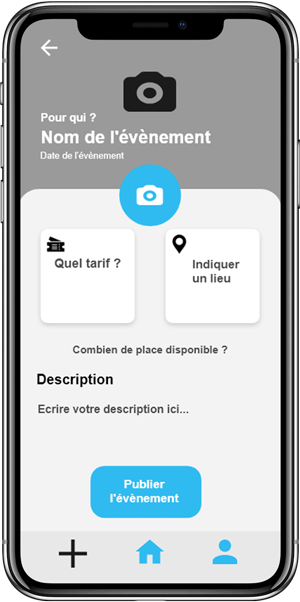 Pour qui ?
Nom de l'évènement
Date de l'évènement
Quel tarif ?
Indiquer
un lieu
Combien de place disponible ?
Description
Ecrire votre description ici...
Publier
l'évènement